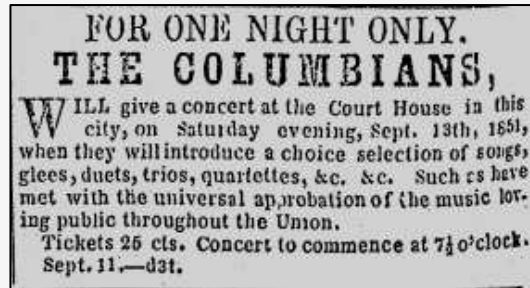 FOR ONE NIGHT ONLY.
THE COLUMBIANS,
WILL give a concert at the Court House in this
city, on Saturday evening, Sept. 13th, 1851,
when they will introduce a choice selection of songs,
glees, duets, trios, quartettes, &c. &c. Such as have
met with the universal approbation of the music lov-
ing public throughout the Union.
Tickets 25 cts. Concert to commence at 7½ o'clock.
Sept. 11.—d3t.